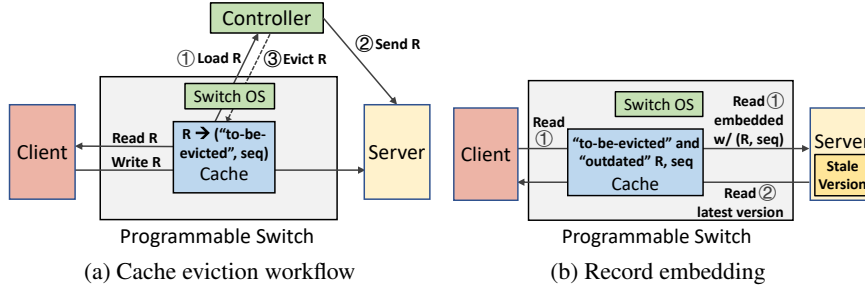 Controller
① Load R
③ Evict R
② Send R
Switch OS
Client
Read R
Write R
R → (“to-be-
evicted”, seq)
Cache
Server
Programmable Switch
(a) Cache eviction workflow
Switch OS
Client
Read
①
“to-be-evicted” and
“outdated” R, seq
Cache
Read ①
embedded
w/ (R, seq)
Server
Stale
Version
Read ②
latest version
Programmable Switch
(b) Record embedding